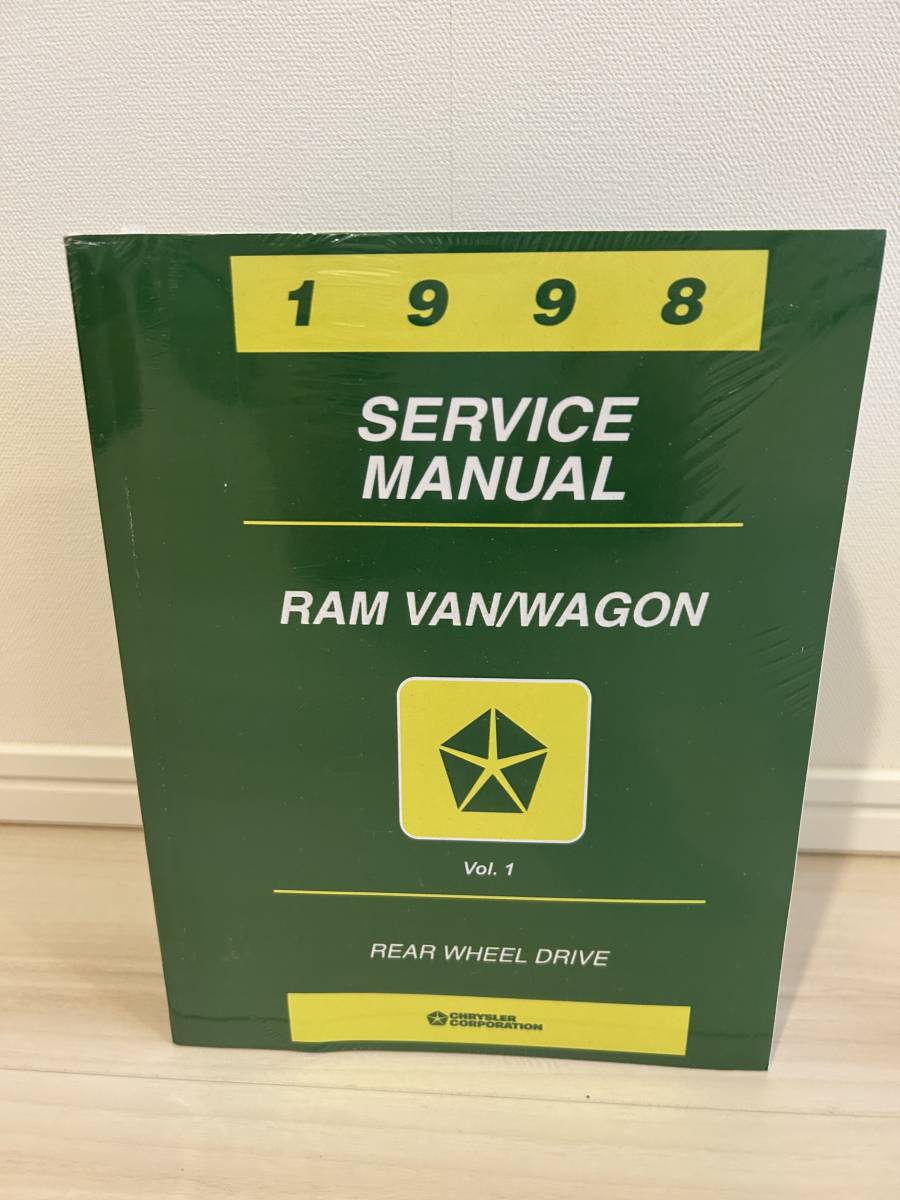 1 9 9 8
SERVICE
MANUAL
RAM VAN/WAGON
Vol. 1
REAR WHEEL DRIVE
CHRYSLER
CORPORATION